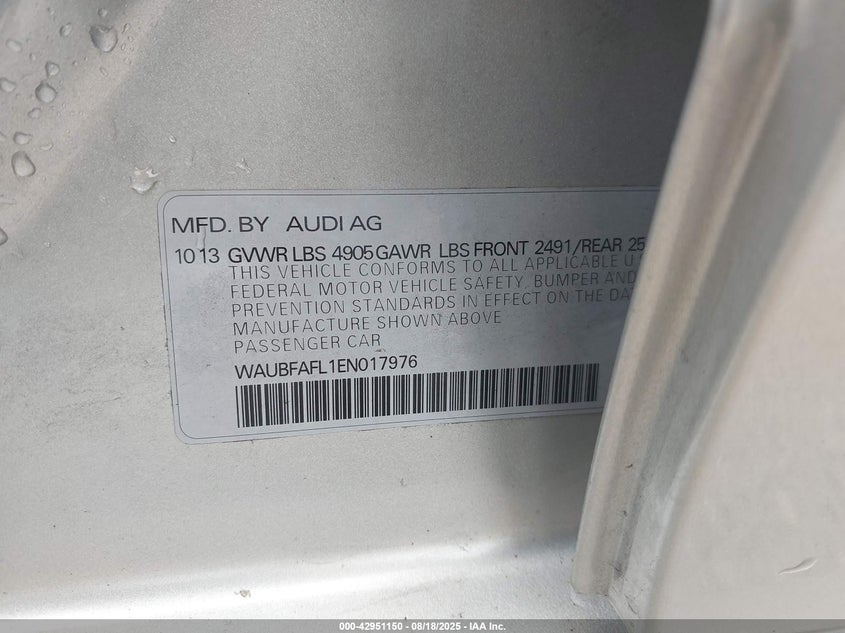 MFD. BY AUDI AG
10 13 GVWR LBS 4905 GAWR LBS FRONT 2491/REAR 25
THIS VEHICLE CONFORMS TO ALL APPLICABLE U S
FEDERAL MOTOR VEHICLE SAFETY, BUMPER AND
PREVENTION STANDARDS IN EFFECT ON THE DA
MANUFACTURE SHOWN ABOVE
PASSENGER CAR
WAUBFAFL1EN017976
000-42951150 - 08/18/2025 - IAA Inc.